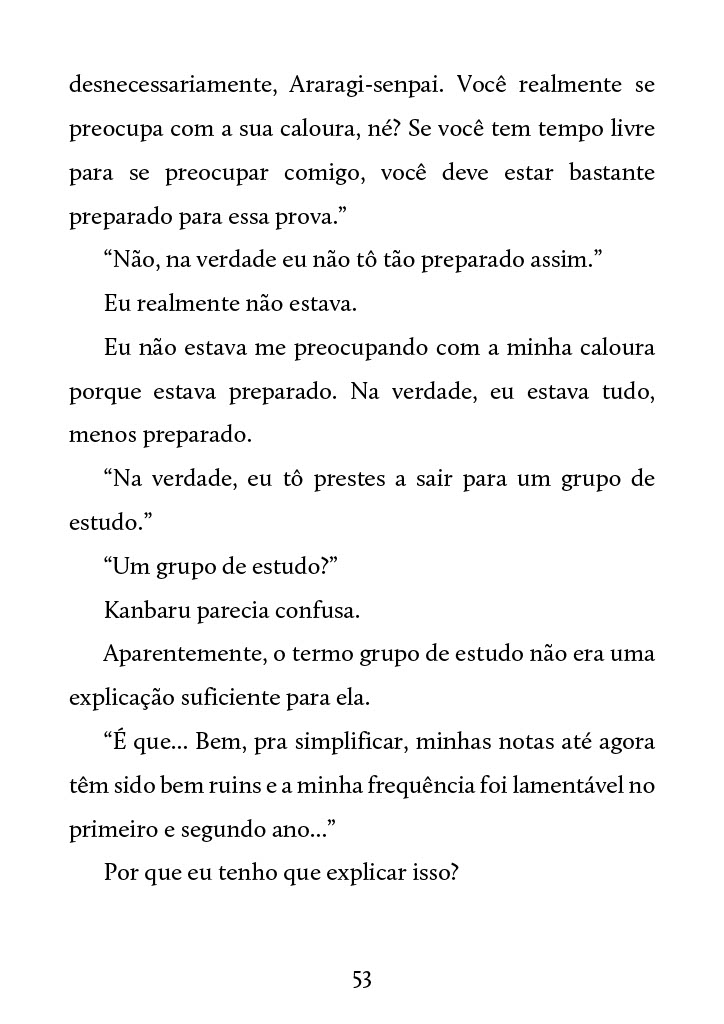 desnecessariamente, Araragi-senpai. Você realmente se
preocupa com a sua caloura, né? Se você tem tempo livre
para se preocupar comigo, você deve estar bastante
preparado para essa prova.”
“Não, na verdade eu não tô tão preparado assim.”
Eu realmente não estava.
Eu não estava me preocupando com a minha caloura
porque estava preparado. Na verdade, eu estava tudo,
menos preparado.
“Na verdade, eu tô prestes a sair para um grupo de
estudo.”
“Um grupo de estudo?”
Kanbaru parecia confusa.
Aparentemente, o termo grupo de estudo não era uma
explicação suficiente para ela.
“É que... Bem, pra simplificar, minhas notas até agora
têm sido bem ruins e a minha frequência foi lamentável no
primeiro e segundo ano...”
Por que eu tenho que explicar isso?
53